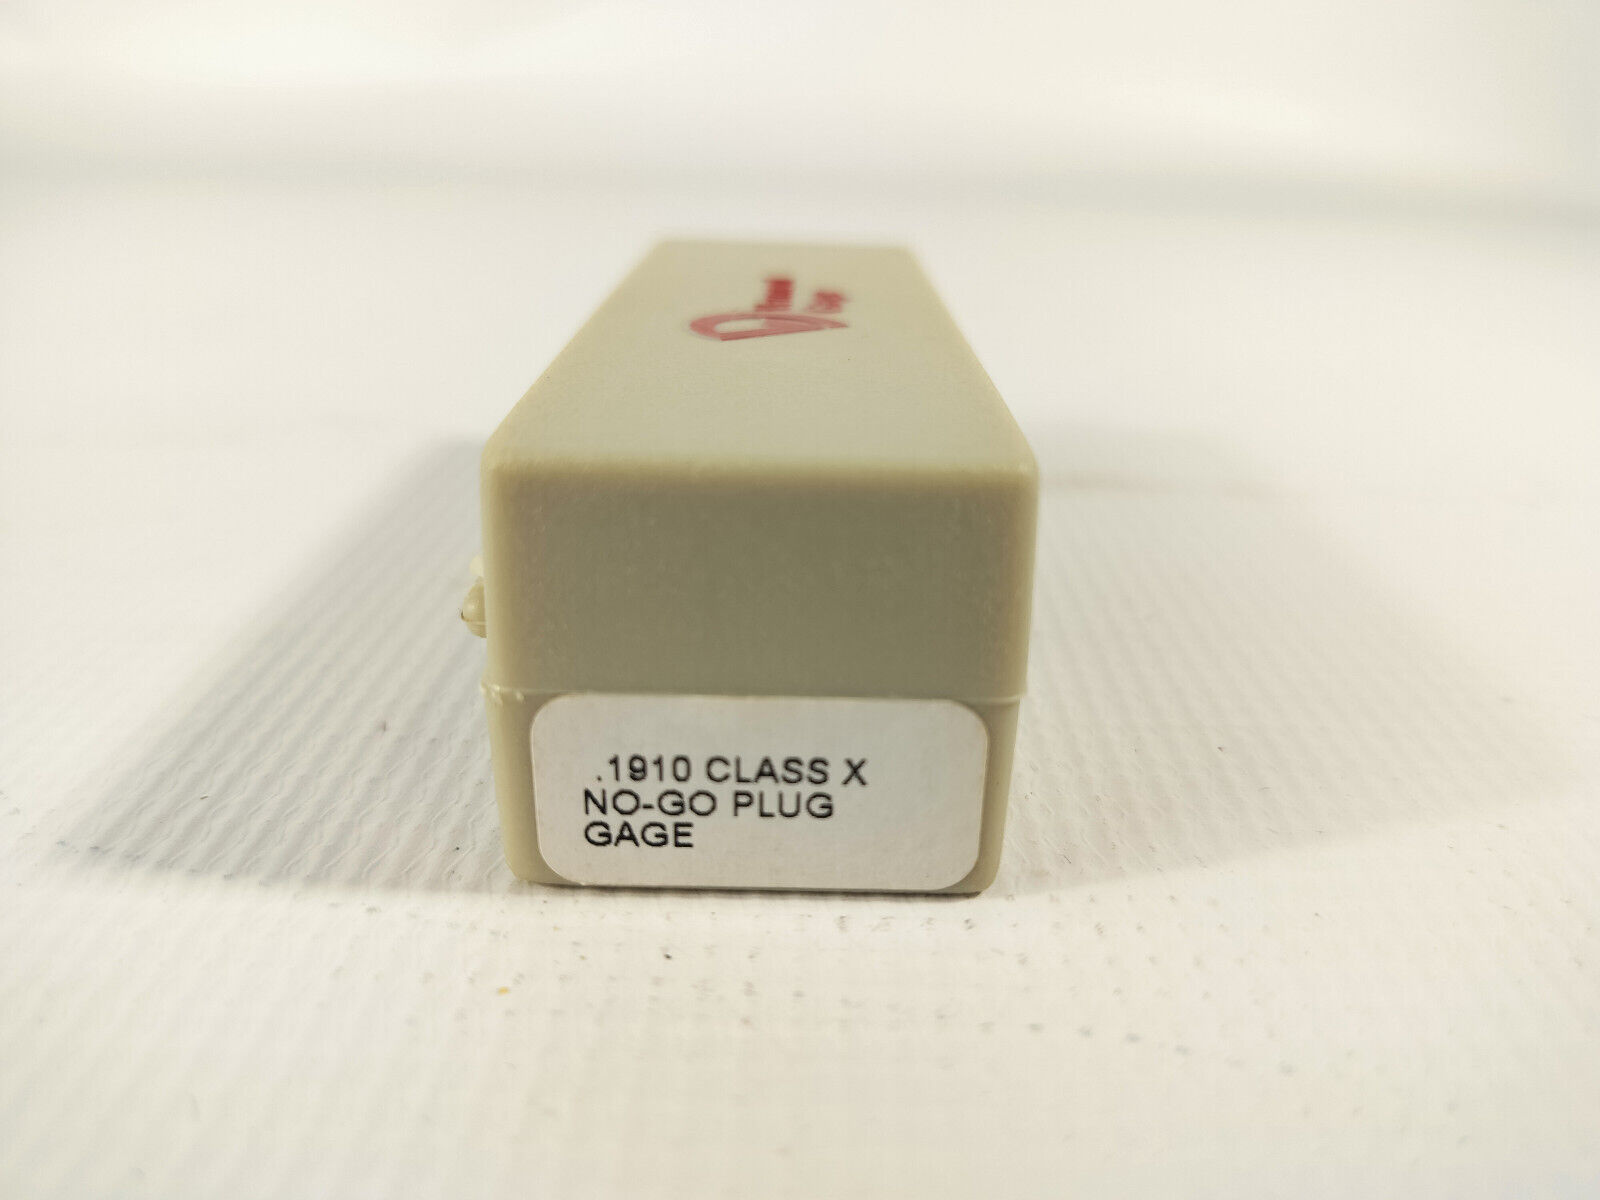 .1910 CLASS X
NO-GO PLUG
GAGE